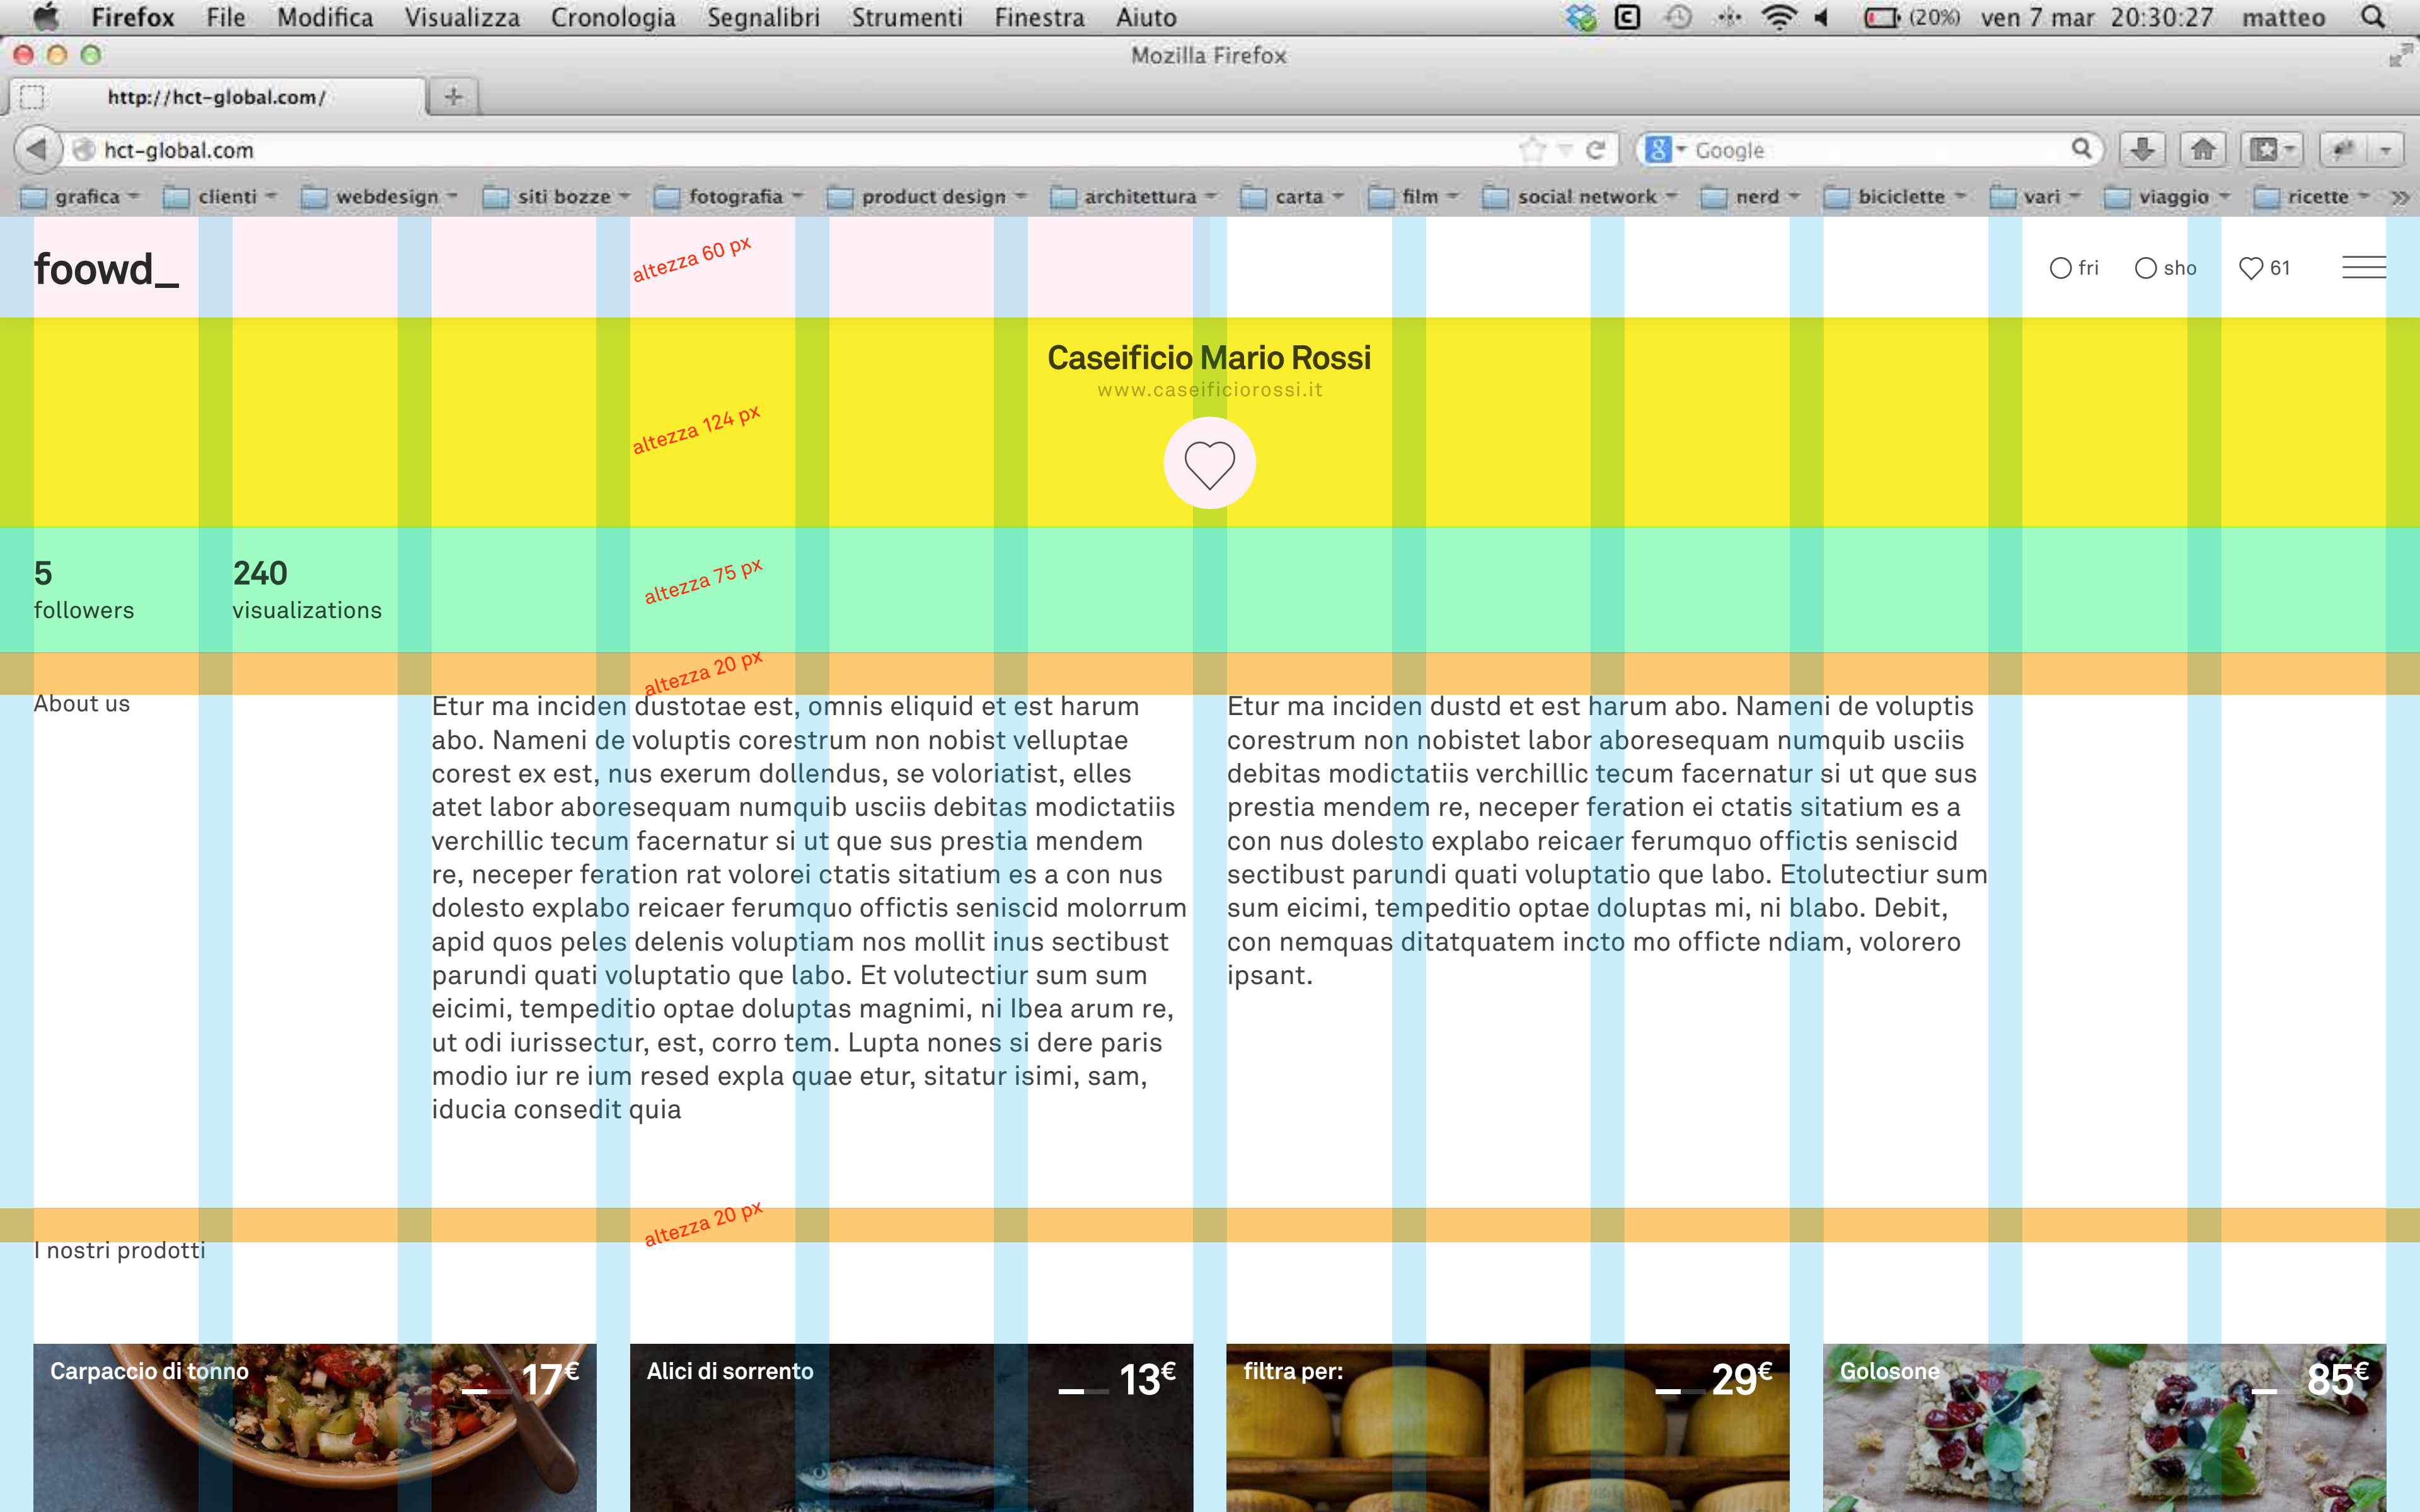 Firefox File Modifica Visualizza Cronologia Segnalibri Strumenti Finestra Aiuto (20%) ven 7 mar 20:30:27 matteo
Mozilla Firefox
http://hct-global.com/
hct-global.com Google
grafica clienti webdesign siti bozze fotografia product design architettura carta film social network nerd biciclette vari viaggio ricette
foowd_ altezza 60 px fri sho 61
Caseificio Mario Rossi
www.caseificiorossi.it
altezza 124 px
5 240
followers visualizations
altezza 75 px
altezza 20 px
About us
Etur ma inciden dustotae est, omnis eliquid et est harum
abo. Nameni de voluptis corestrum non nobist velluptae
corest ex est, nus exerum dollendus, se voloriatist, elles
atet labor aboresequam numquib usciis debitas modictatiis
verchillic tecum facernatur si ut que sus prestia mendem
re, neceper feration rat volorei ctatis sitatium es a con nus
dolesto explabo reicaer ferumquo offictis seniscid molorrum
apid quos peles delenis voluptiam nos mollit inus sectibust
parundi quati voluptatio que labo. Et volutectiur sum sum
eicimi, tempeditio optae doluptas magnimi, ni Ibea arum re,
ut odi iurissectur, est, corro tem. Lupta nones si dere paris
modio iur re ium resed expla quae etur, sitatur isimi, sam,
iducia consedit quia
Etur ma inciden dustd et est harum abo. Nameni de voluptis
corestrum non nobistet labor aboresequam numquib usciis
debitas modictatiis verchillic tecum facernatur si ut que sus
prestia mendem re, neceper feration ei ctatis sitatium es a
con nus dolesto explabo reicaer ferumquo offictis seniscid
sectibust parundi quati voluptatio que labo. Etolutectiur sum
sum eicimi, tempeditio optae doluptas mi, ni blabo. Debit,
con nemquas ditatquatem incto mo officte ndiam, volorero
ipsant.
altezza 20 px
I nostri prodotti
Carpaccio di tonno 17€
Alici di sorrento 13€
filtra per: 29€
Golosone 85€